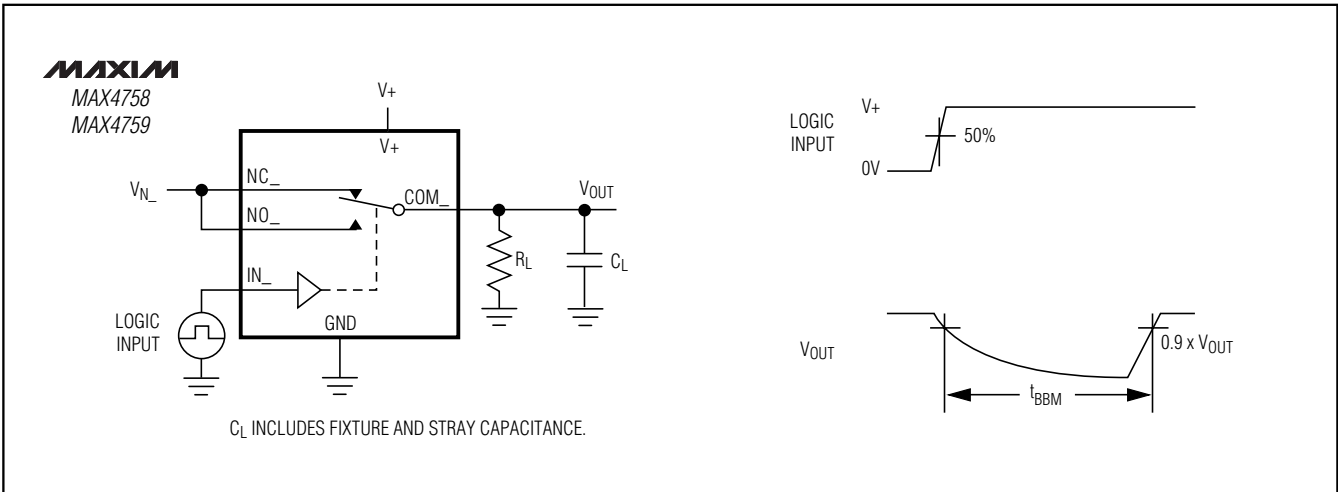 MAXIM
MAX4758
MAX4759
V+
V+
NC_
V_N_
NO_
COM_
V_OUT
R_L
C_L
IN_
LOGIC
INPUT
GND
C_L INCLUDES FIXTURE AND STRAY CAPACITANCE.
LOGIC
INPUT
V+
50%
0V
V_OUT
0.9 x V_OUT
t_BBM